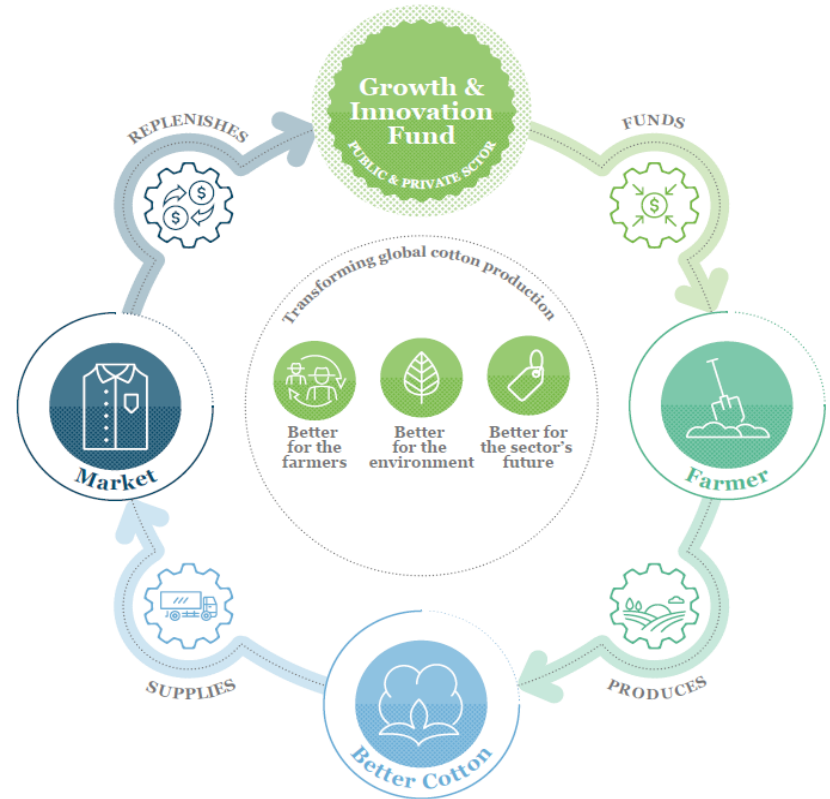 Growth &
Innovation
Fund
PUBLIC & PRIVATE SCTOR
REPLENISHES
FUNDS
$
$
$
Transforming global cotton production
Better
for the
farmers
Better
for the
environment
Better for
the sector's
future
Market
Farmer
SUPPLIES
PRODUCES
Better Cotton